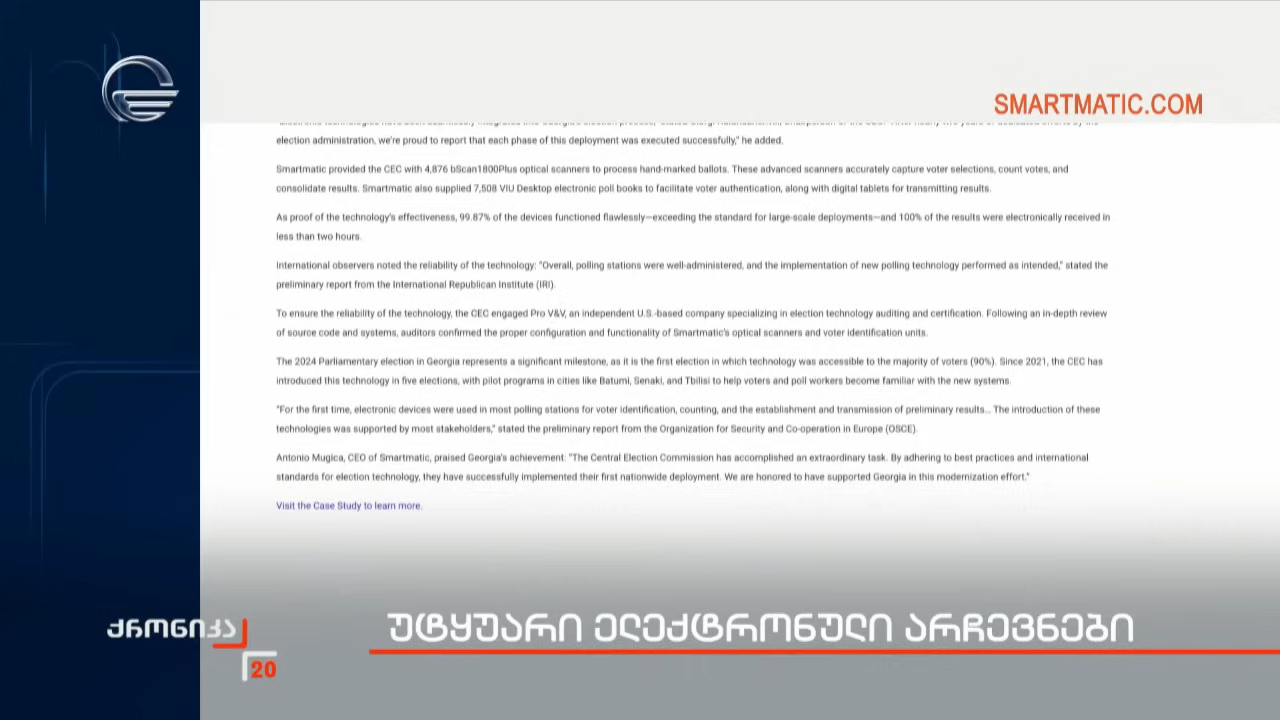 SMARTMATIC.COM
election administration, we're proud to report that each phase of this deployment was executed successfully," he added.
Smartmatic provided the CEC with 4,876 bScan1800Plus optical scanners to process hand-marked ballots. These advanced scanners accurately capture voter selections, count votes, and
consolidate results. Smartmatic also supplied 7,508 VIU Desktop electronic poll books to facilitate voter authentication, along with digital tablets for transmitting results.
As proof of the technology's effectiveness, 99.87% of the devices functioned flawlessly—exceeding the standard for large-scale deployments—and 100% of the results were electronically received in
less than two hours.
International observers noted the reliability of the technology: "Overall, polling stations were well-administered, and the implementation of new polling technology performed as intended," stated the
preliminary report from the International Republican Institute (IRI).
To ensure the reliability of the technology, the CEC engaged Pro V&V, an independent U.S.-based company specializing in election technology auditing and certification. Following an in-depth review
of source code and systems, auditors confirmed the proper configuration and functionality of Smartmatic's optical scanners and voter identification units.
The 2024 Parliamentary election in Georgia represents a significant milestone, as it is the first election in which technology was accessible to the majority of voters (90%). Since 2021, the CEC has
introduced this technology in five elections, with pilot programs in cities like Batumi, Senaki, and Tbilisi to help voters and poll workers become familiar with the new systems.
"For the first time, electronic devices were used in most polling stations for voter identification, counting, and the establishment and transmission of preliminary results... The introduction of these
technologies was supported by most stakeholders," stated the preliminary report from the Organization for Security and Co-operation in Europe (OSCE).
Antonio Mugica, CEO of Smartmatic, praised Georgia's achievement: "The Central Election Commission has accomplished an extraordinary task. By adhering to best practices and international
standards for election technology, they have successfully implemented their first nationwide deployment. We are honored to have supported Georgia in this modernization effort."
Visit the Case Study to learn more.
ქრონიკა
20
უტყუარი ელექტრონული არჩევნები